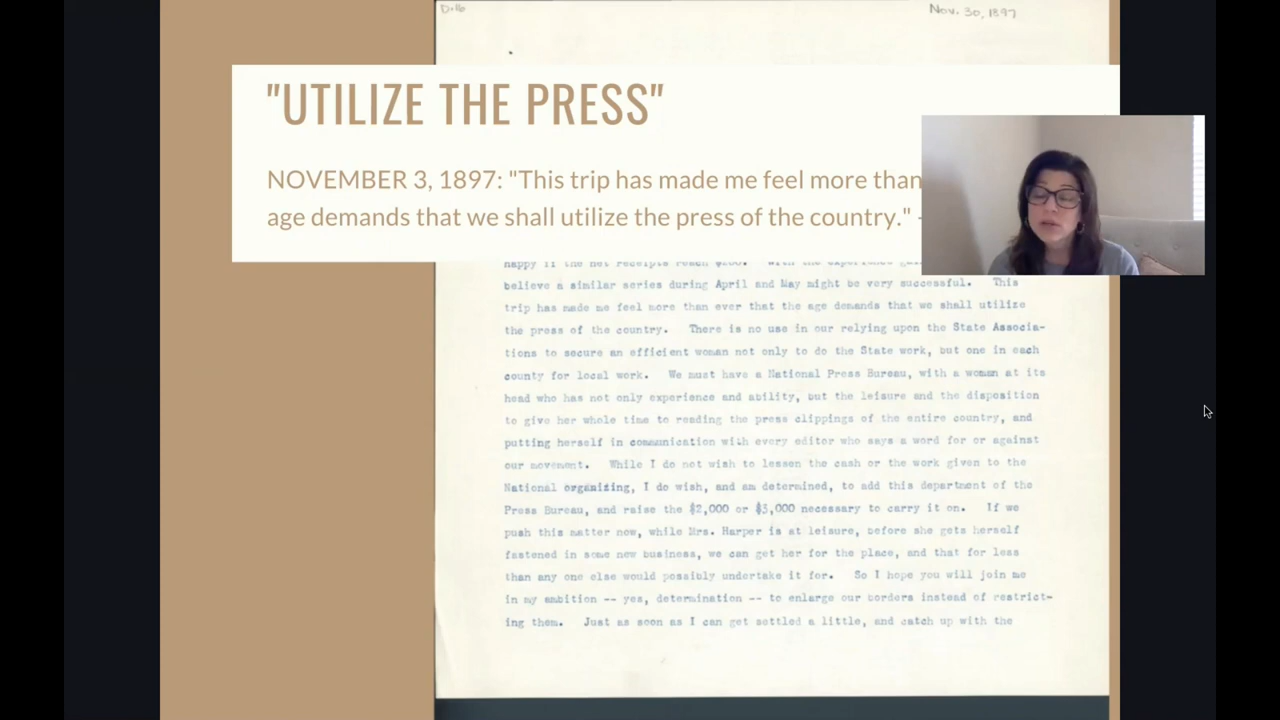 Nov. 30, 1897
"UTILIZE THE PRESS"
NOVEMBER 3, 1897: "This trip has made me feel more than
age demands that we shall utilize the press of the country."
happy if the net receipts reach $200. With the experience
believe a similar series during April and May might be very successful. This
trip has made me feel more than ever that the age demands that we shall utilize
the press of the country. There is no use in our relying upon the State Associa-
tions to secure an efficient woman not only to do the State work, but one in each
county for local work. We must have a National Press Bureau, with a woman at its
head who has not only experience and ability, but the leisure and the disposition
to give her whole time to reading the press clippings of the entire country, and
putting herself in communication with every editor who says a word for or against
our movement. While I do not wish to lessen the cash or the work given to the
National organizing, I do wish, and am determined, to add this department of the
Press Bureau, and raise the $2,000 or $3,000 necessary to carry it on. If we
push this matter now, while Mrs. Harper is at leisure, before she gets herself
fastened in some new business, we can get her for the place, and that for less
than any one else would possibly undertake it for. So I hope you will join me
in my ambition -- yes, determination -- to enlarge our borders instead of restrict-
ing them. Just as soon as I can get settled a little, and catch up with the